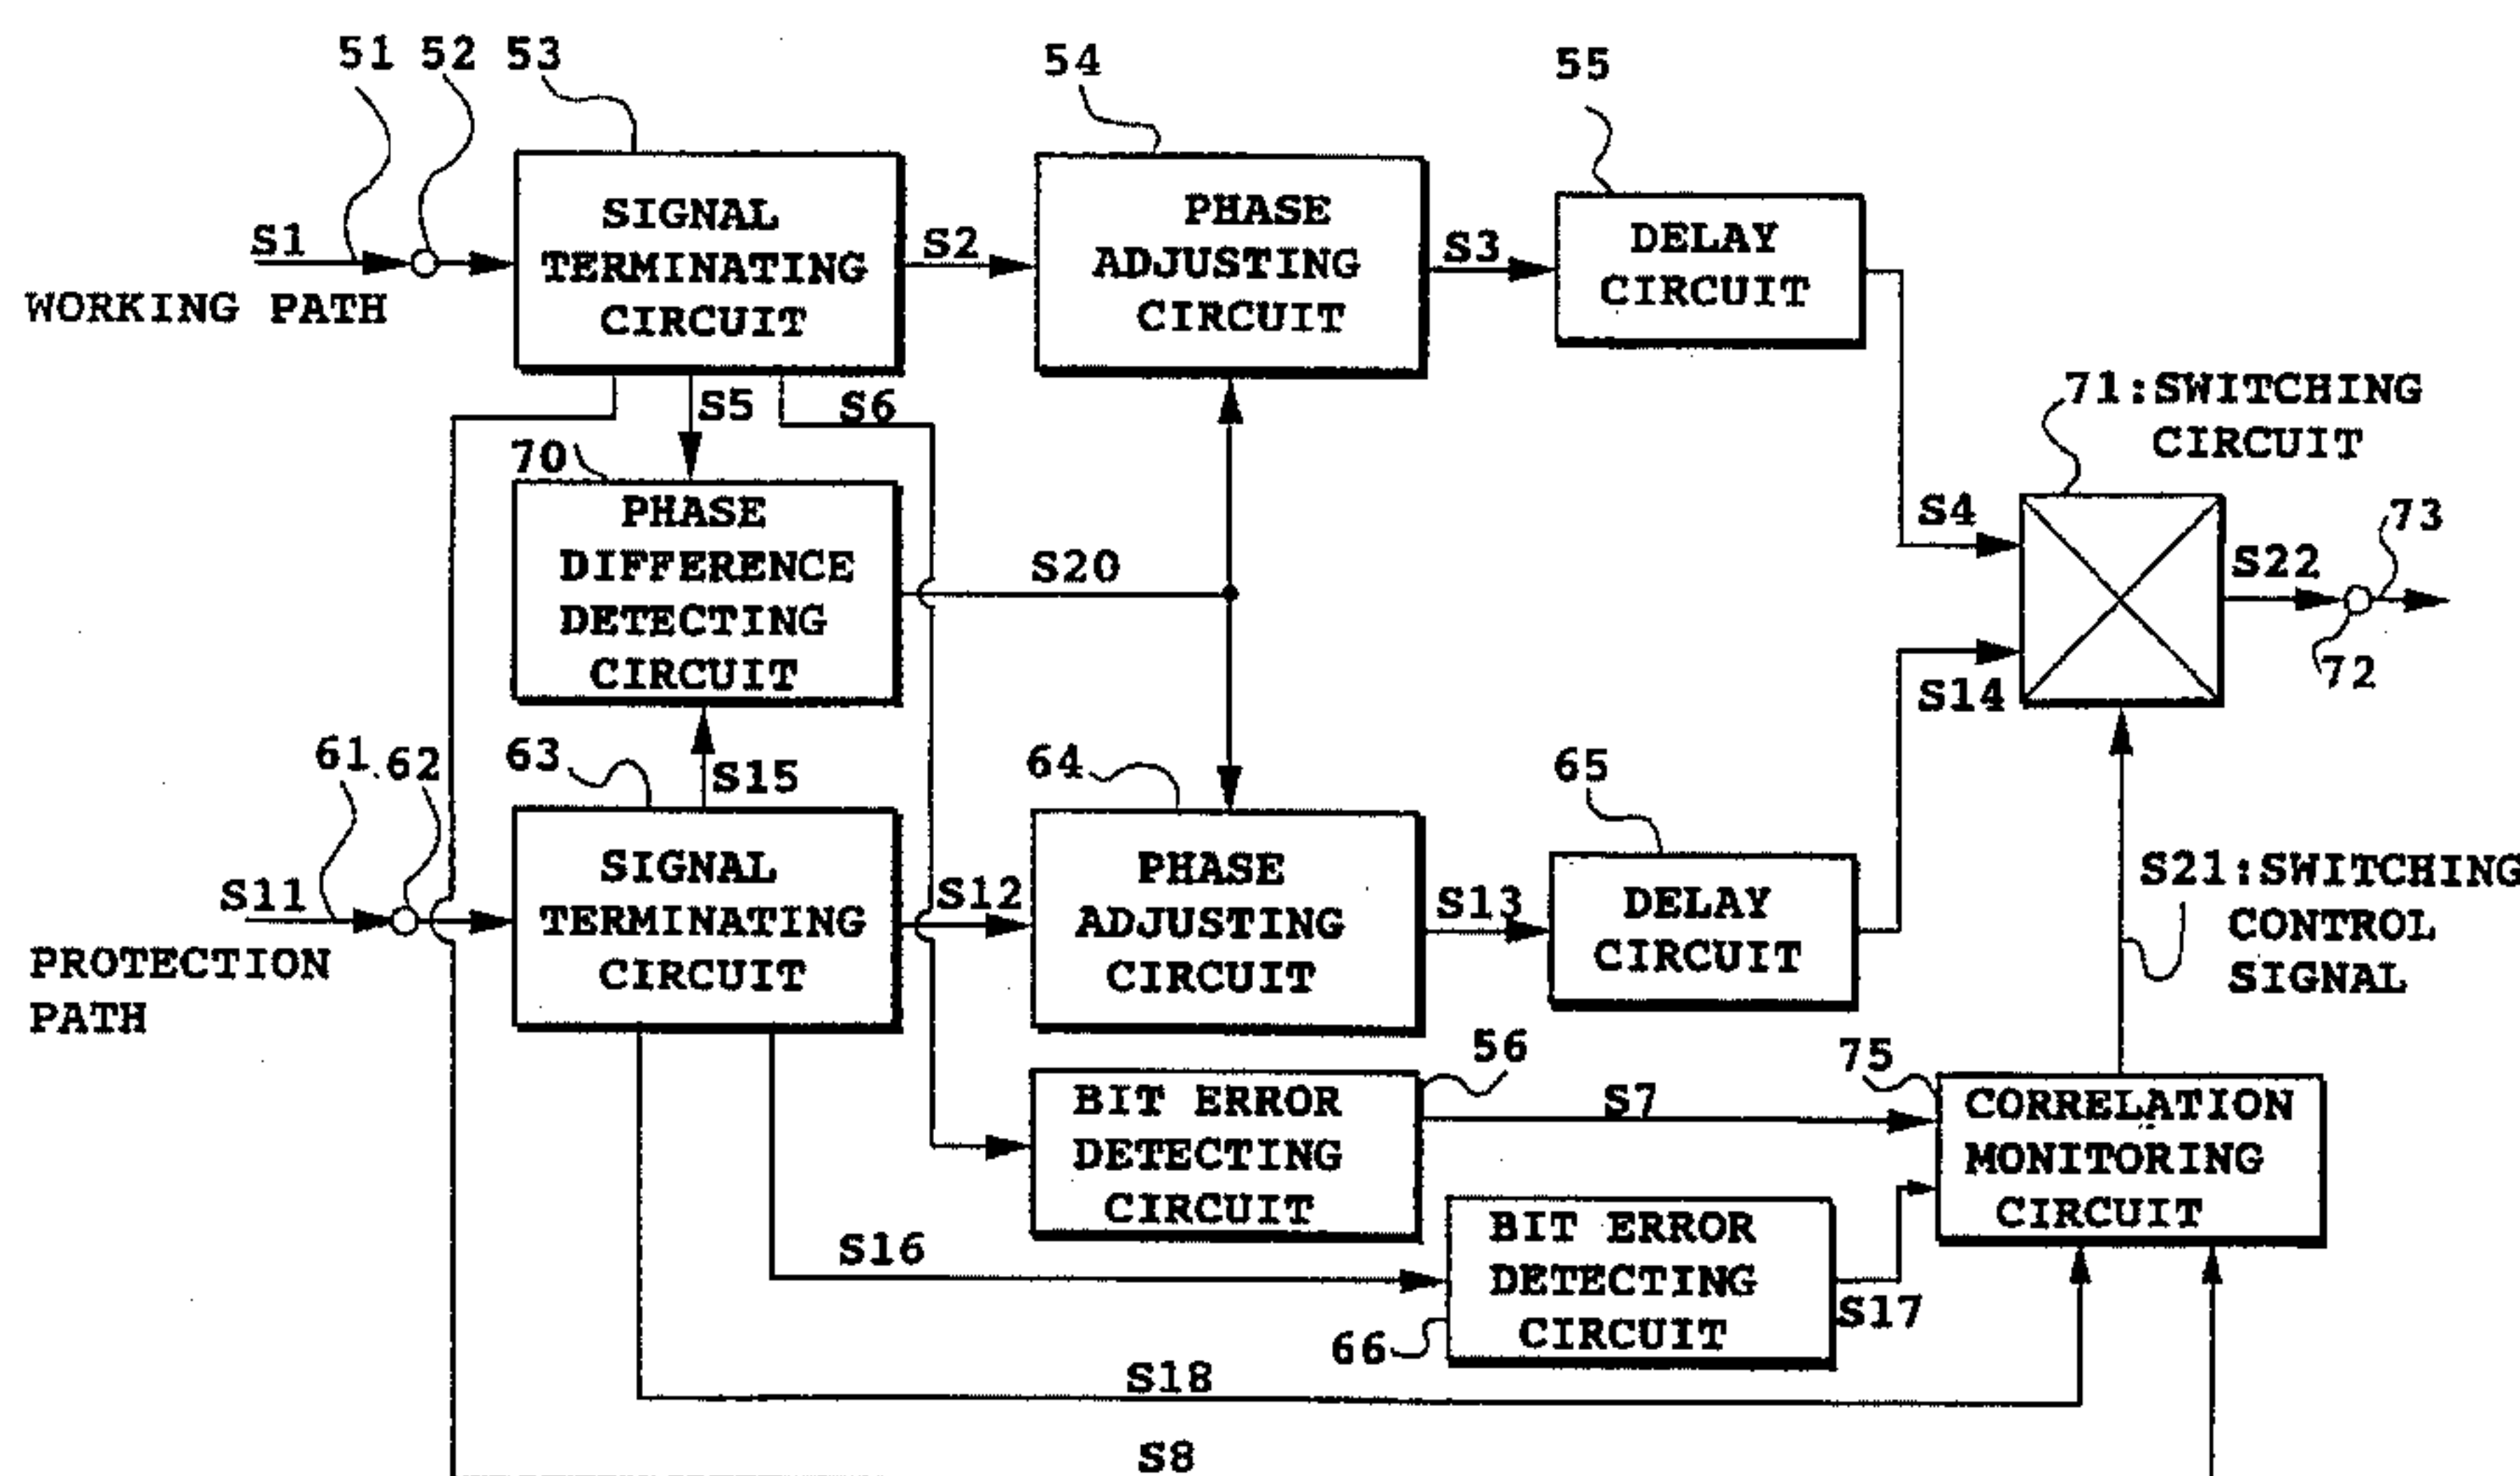 51 52 53
54
55
SIGNAL
TERMINATING
CIRCUIT
PHASE
ADJUSTING
CIRCUIT
DELAY
CIRCUIT
S1
S2
S3
WORKING PATH
S5
S6
71:SWITCHING
CIRCUIT
70
PHASE
DIFFERENCE
DETECTING
CIRCUIT
S20
S4
S22
73
72
S14
61
62
63
S15
64
65
S11
SIGNAL
TERMINATING
CIRCUIT
S12
PHASE
ADJUSTING
CIRCUIT
S13
DELAY
CIRCUIT
S21:SWITCHING
CONTROL
SIGNAL
PROTECTION
PATH
56
75
BIT ERROR
DETECTING
CIRCUIT
S7
CORRELATION
MONITORING
CIRCUIT
S16
BIT ERROR
DETECTING
CIRCUIT
S17
66
S18
S8